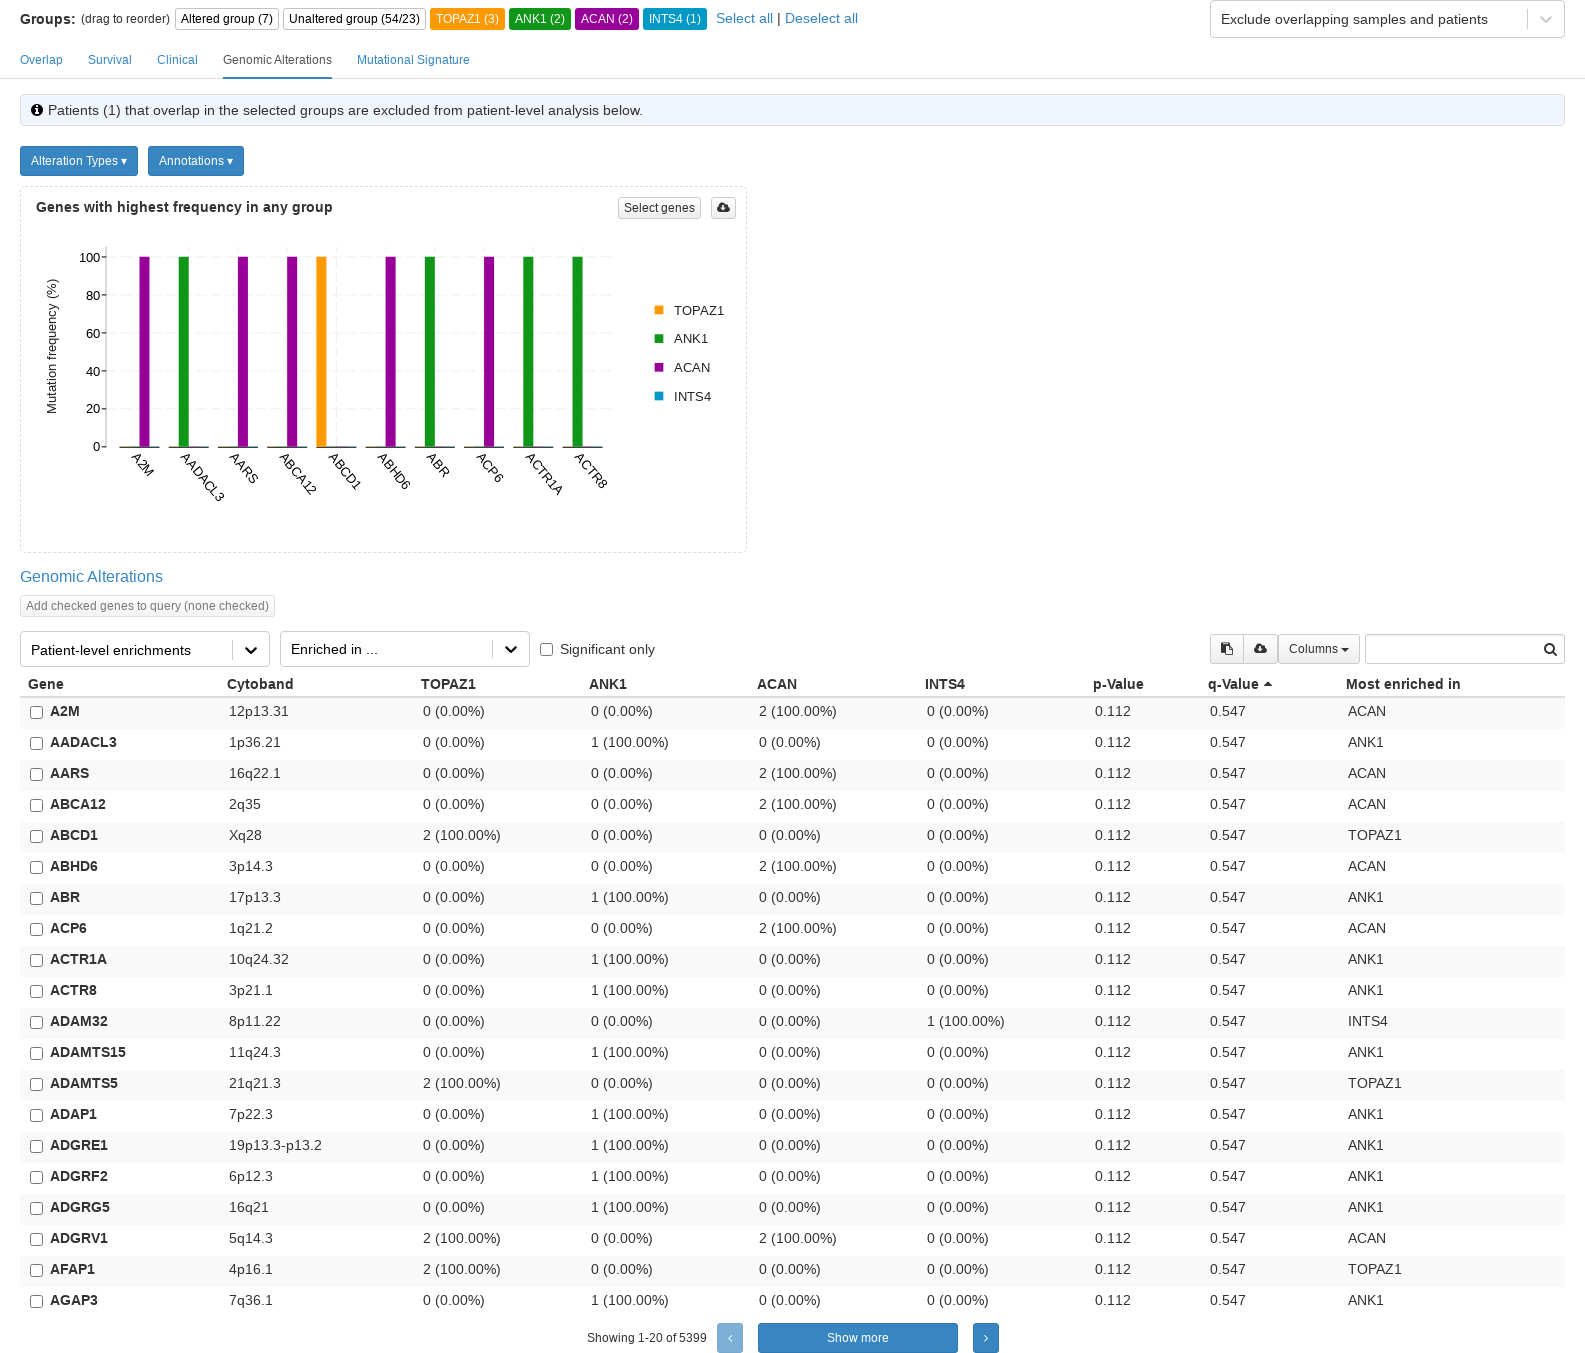 Groups: (drag to reorder) Altered group (7) Unaltered group (54/23) TOPAZ1 (3) ANK1 (2) ACAN (2) INTS4 (1) Select all | Deselect all Exclude overlapping samples and patients
Overlap Survival Clinical Genomic Alterations Mutational Signature
Patients (1) that overlap in the selected groups are excluded from patient-level analysis below.
Alteration Types ▾ Annotations ▾
Genes with highest frequency in any group Select genes
Mutation frequency (%)
100
80
60
40
20
0
A2M AADACL3 AARS ABCA12 ABCD1 ABHD6 ABR ACP6 ACTR1A ACTR8
TOPAZ1
ANK1
ACAN
INTS4
Genomic Alterations
Add checked genes to query (none checked)
Patient-level enrichments Enriched in ... Significant only Columns
Gene Cytoband TOPAZ1 ANK1 ACAN INTS4 p-Value q-Value Most enriched in
A2M 12p13.31 0 (0.00%) 0 (0.00%) 2 (100.00%) 0 (0.00%) 0.112 0.547 ACAN
AADACL3 1p36.21 0 (0.00%) 1 (100.00%) 0 (0.00%) 0 (0.00%) 0.112 0.547 ANK1
AARS 16q22.1 0 (0.00%) 0 (0.00%) 2 (100.00%) 0 (0.00%) 0.112 0.547 ACAN
ABCA12 2q35 0 (0.00%) 0 (0.00%) 2 (100.00%) 0 (0.00%) 0.112 0.547 ACAN
ABCD1 Xq28 2 (100.00%) 0 (0.00%) 0 (0.00%) 0 (0.00%) 0.112 0.547 TOPAZ1
ABHD6 3p14.3 0 (0.00%) 0 (0.00%) 2 (100.00%) 0 (0.00%) 0.112 0.547 ACAN
ABR 17p13.3 0 (0.00%) 1 (100.00%) 0 (0.00%) 0 (0.00%) 0.112 0.547 ANK1
ACP6 1q21.2 0 (0.00%) 0 (0.00%) 2 (100.00%) 0 (0.00%) 0.112 0.547 ACAN
ACTR1A 10q24.32 0 (0.00%) 1 (100.00%) 0 (0.00%) 0 (0.00%) 0.112 0.547 ANK1
ACTR8 3p21.1 0 (0.00%) 1 (100.00%) 0 (0.00%) 0 (0.00%) 0.112 0.547 ANK1
ADAM32 8p11.22 0 (0.00%) 0 (0.00%) 0 (0.00%) 1 (100.00%) 0.112 0.547 INTS4
ADAMTS15 11q24.3 0 (0.00%) 1 (100.00%) 0 (0.00%) 0 (0.00%) 0.112 0.547 ANK1
ADAMTS5 21q21.3 2 (100.00%) 0 (0.00%) 0 (0.00%) 0 (0.00%) 0.112 0.547 TOPAZ1
ADAP1 7p22.3 0 (0.00%) 1 (100.00%) 0 (0.00%) 0 (0.00%) 0.112 0.547 ANK1
ADGRE1 19p13.3-p13.2 0 (0.00%) 1 (100.00%) 0 (0.00%) 0 (0.00%) 0.112 0.547 ANK1
ADGRF2 6p12.3 0 (0.00%) 1 (100.00%) 0 (0.00%) 0 (0.00%) 0.112 0.547 ANK1
ADGRG5 16q21 0 (0.00%) 1 (100.00%) 0 (0.00%) 0 (0.00%) 0.112 0.547 ANK1
ADGRV1 5q14.3 2 (100.00%) 0 (0.00%) 2 (100.00%) 0 (0.00%) 0.112 0.547 ACAN
AFAP1 4p16.1 2 (100.00%) 0 (0.00%) 0 (0.00%) 0 (0.00%) 0.112 0.547 TOPAZ1
AGAP3 7q36.1 0 (0.00%) 1 (100.00%) 0 (0.00%) 0 (0.00%) 0.112 0.547 ANK1
Showing 1-20 of 5399 Show more